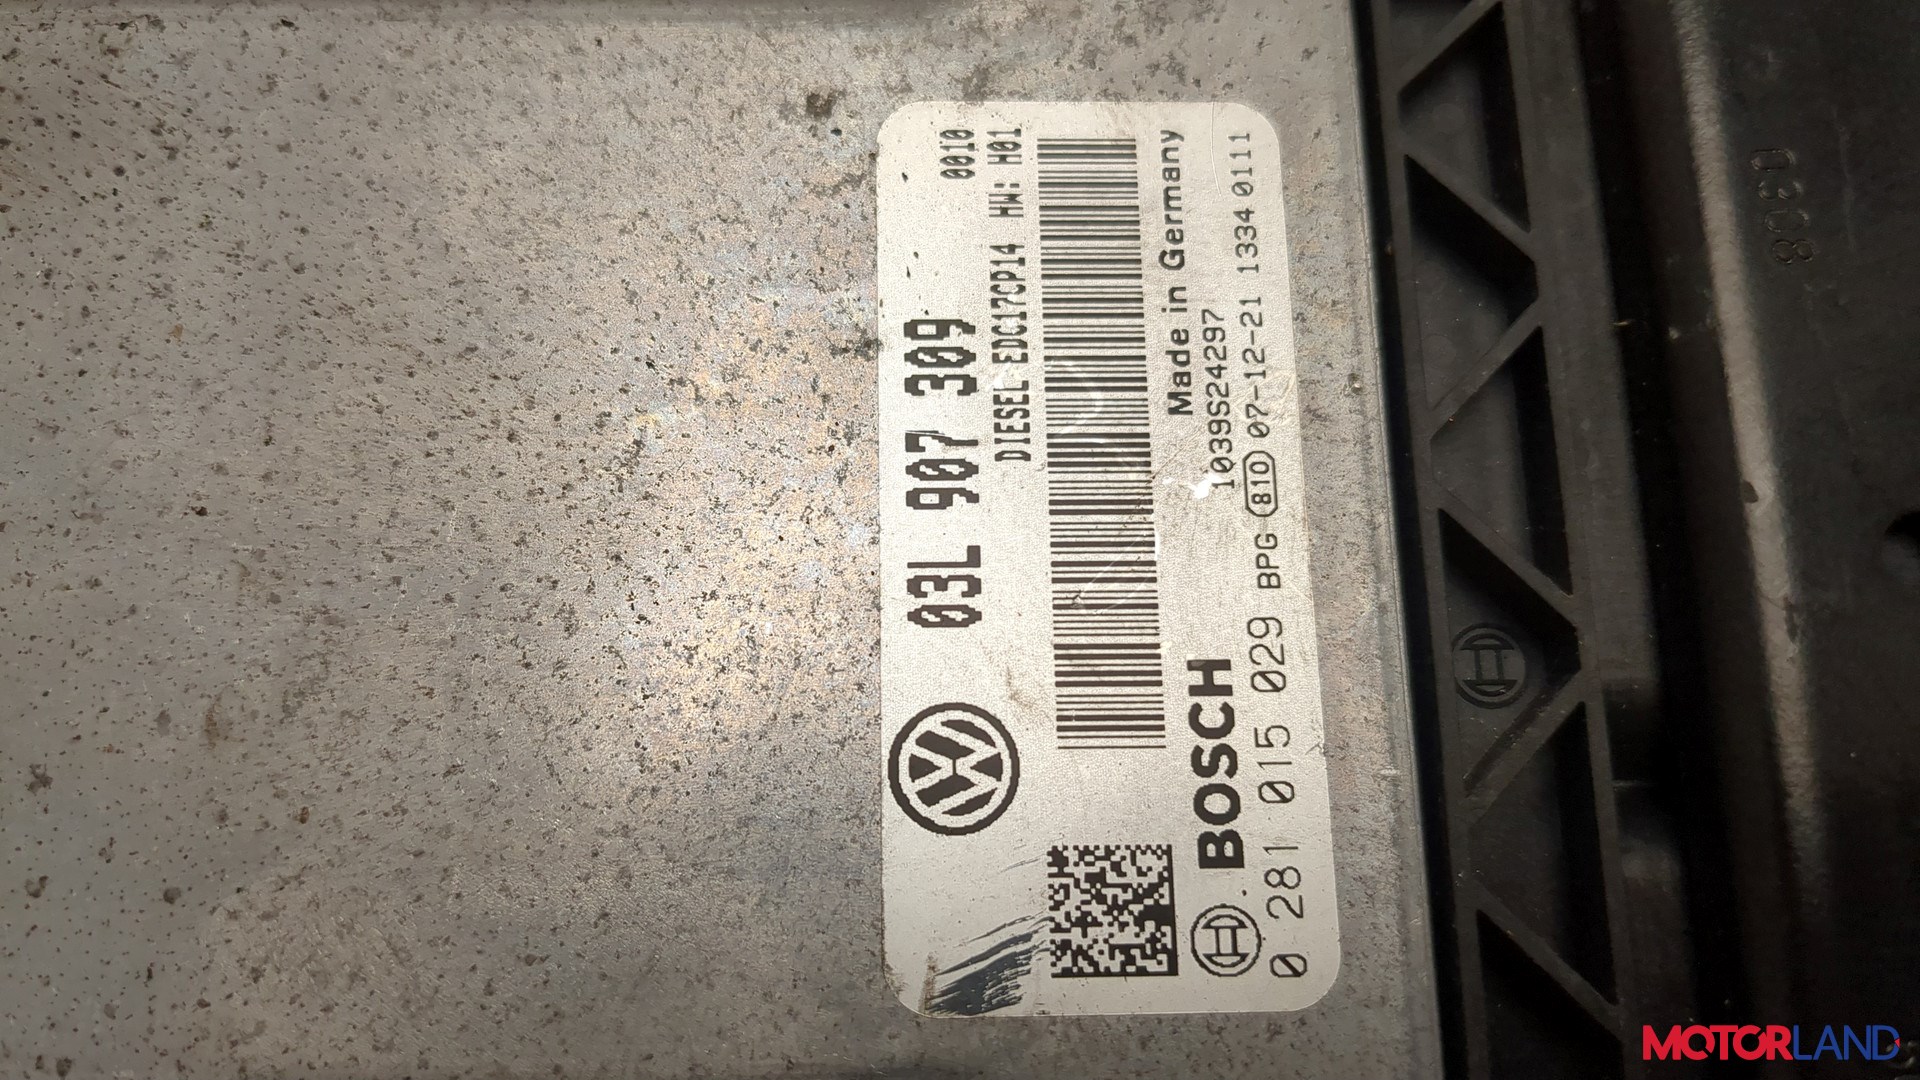 0010
03L 907 309
DIESEL EDC17CP14 HW: H01
Made in Germany
BOSCH
1039S24297
0 281 015 029 BPG 81D 07-12-21 1334 0111
0308
MOTORLAND